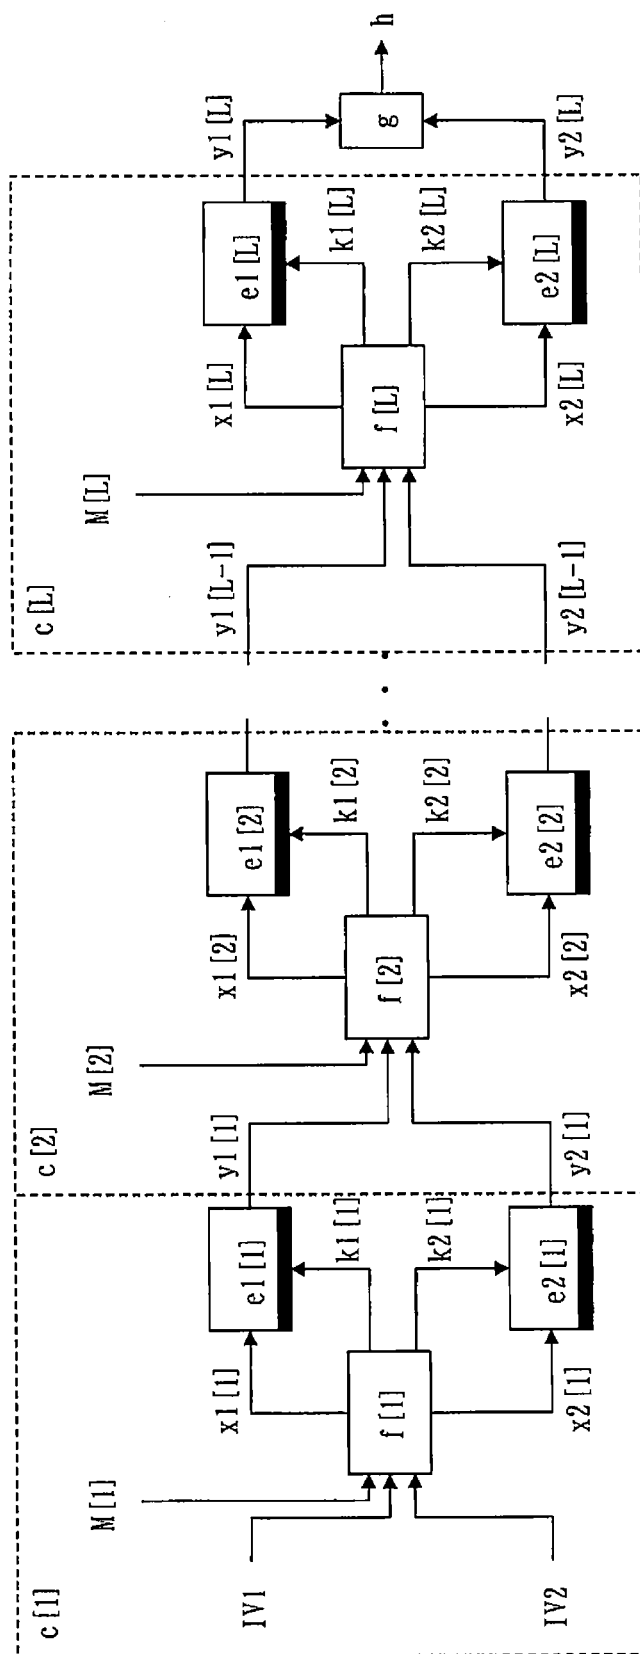 c[1]
M[1]
IV1
IV2
f[1]
x1[1]
x2[1]
k1[1]
k2[1]
e1[1]
e2[1]
c[2]
y1[1]
y2[1]
M[2]
f[2]
x1[2]
x2[2]
k1[2]
k2[2]
e1[2]
e2[2]
...
c[L]
y1[L-1]
y2[L-1]
M[L]
f[L]
x1[L]
x2[L]
k1[L]
k2[L]
e1[L]
e2[L]
y1[L]
y2[L]
g
h